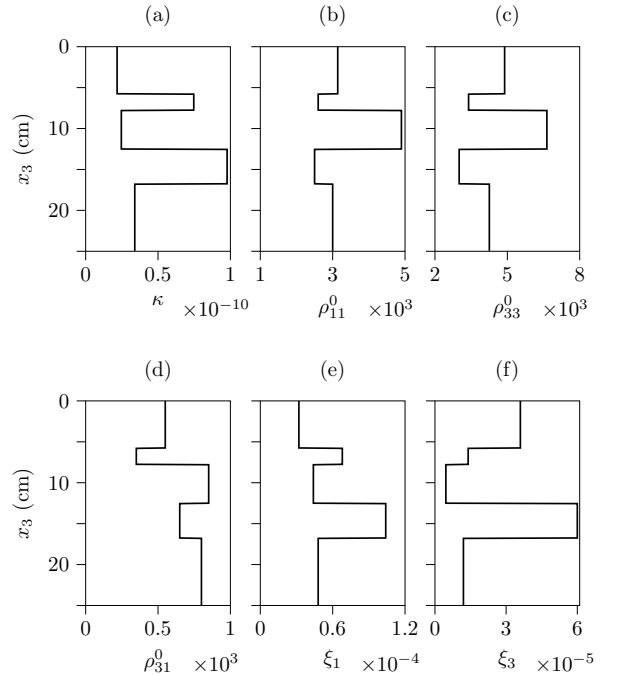 (a) (b) (c)
0
10
20
x₃ (cm)
0 0.5 1 1 3 5 2 5 8
κ ×10⁻¹⁰ ρ⁰₁₁ ×10³ ρ⁰₃₃ ×10³
(d) (e) (f)
0
10
20
x₃ (cm)
0 0.5 1 0 0.6 1.2 0 3 6
ρ⁰₃₁ ×10³ ξ₁ ×10⁻⁴ ξ₃ ×10⁻⁵